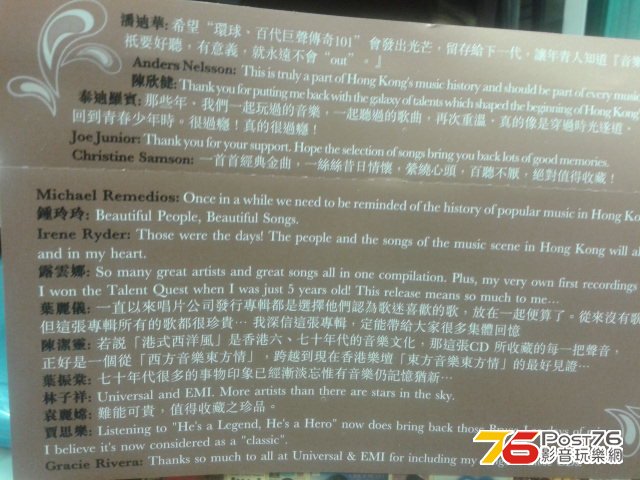 潘迪華: 希望“環球、百代巨聲傳奇101”會發出光芒，留存給下一代，讓年青人知道『音樂
祇要好聽，有意義，就永遠不會“out”。』
Anders Nelsson: This is truly a part of Hong Kong's music history and should be part of every music
陳欣健: Thank you for putting me back with the galaxy of talents which shaped the beginning of Hong Kong
泰迪羅賓: 那些年、我們一起玩過的音樂，一起聽過的歌曲，再次重溫，真的像是穿過時光隧道，
回到青春少年時。很過癮！真的很過癮！
Joe Junior: Thank you for your support. Hope the selection of songs bring you back lots of good memories.
Christine Samson: 一首首經典金曲，一絲絲昔日情懷，縈繞心頭，百聽不厭，絕對值得收藏！
Michael Remedios: Once in a while we need to be reminded of the history of popular music in Hong Ko
鍾玲玲: Beautiful People, Beautiful Songs.
Irene Ryder: Those were the days! The people and the songs of the music scene in Hong Kong will al
and in my heart.
露雲娜: So many great artists and great songs all in one compilation. Plus, my very own first recordings
I won the Talent Quest when I was just 5 years old! This release means so much to me…
葉麗儀: 一直以來唱片公司發行專輯都是選擇他們認為歌迷喜歡的歌，放在一起便算了。從來沒有歌
但這張專輯所有的歌都很珍貴… 我深信這張專輯，定能帶給大家很多集體回憶
陳潔靈: 若說「港式西洋風」是香港六、七十年代的音樂文化，那這張CD 所收藏的每一把聲音，
正好是一個從「西方音樂東方情」，跨越到現在香港樂壇「東方音樂東方情」的最好見證…
葉振棠: 七十年代很多的事物印象已經漸淡忘惟有音樂仍記憶猶新…
林子祥: Universal and EMI. More artists than there are stars in the sky.
袁麗嫦: 難能可貴，值得收藏之珍品。
賈思樂: Listening to "He's a Legend, He's a Hero" now does bring back those Bruce Lee days of
I believe it's now considered as a "classic".
Gracie Rivera: Thanks so much to all at Universal & EMI for including my
76 Post76
影音玩樂網